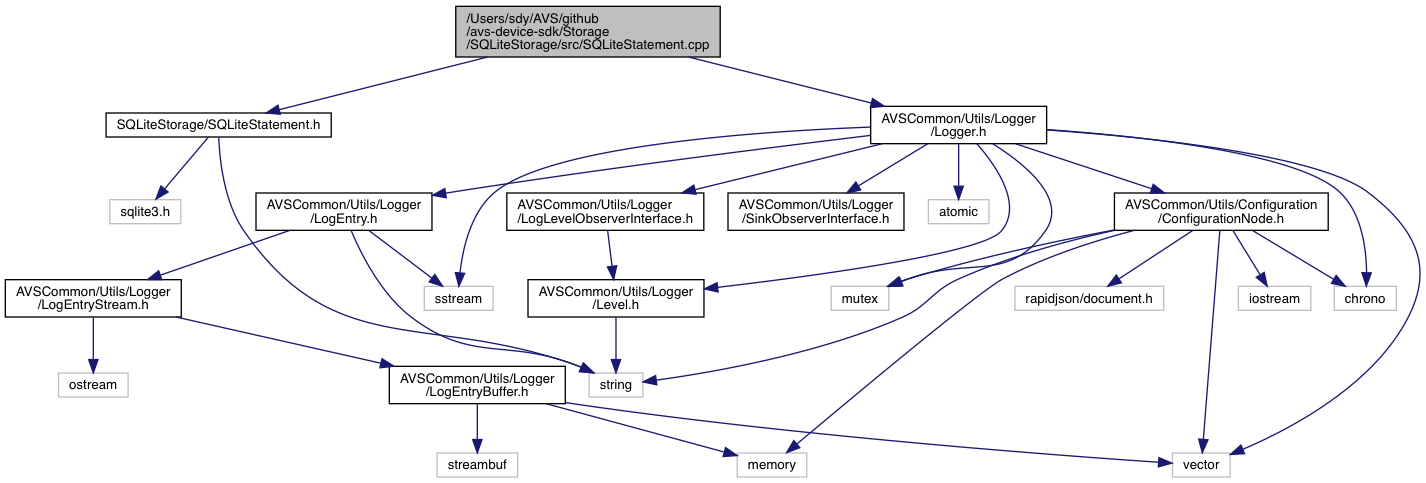 /Users/sdy/AVS/github
/avs-device-sdk/Storage
/SQLiteStorage/src/SQLiteStatement.cpp
SQLiteStorage/SQLiteStatement.h
AVSCommon/Utils/Logger
/Logger.h
sqlite3.h
AVSCommon/Utils/Logger
/LogEntry.h
AVSCommon/Utils/Logger
/LogLevelObserverInterface.h
AVSCommon/Utils/Logger
/SinkObserverInterface.h
atomic
AVSCommon/Utils/Configuration
/ConfigurationNode.h
AVSCommon/Utils/Logger
/LogEntryStream.h
sstream
AVSCommon/Utils/Logger
/Level.h
mutex
rapidjson/document.h
iostream
chrono
ostream
AVSCommon/Utils/Logger
/LogEntryBuffer.h
string
streambuf
memory
vector